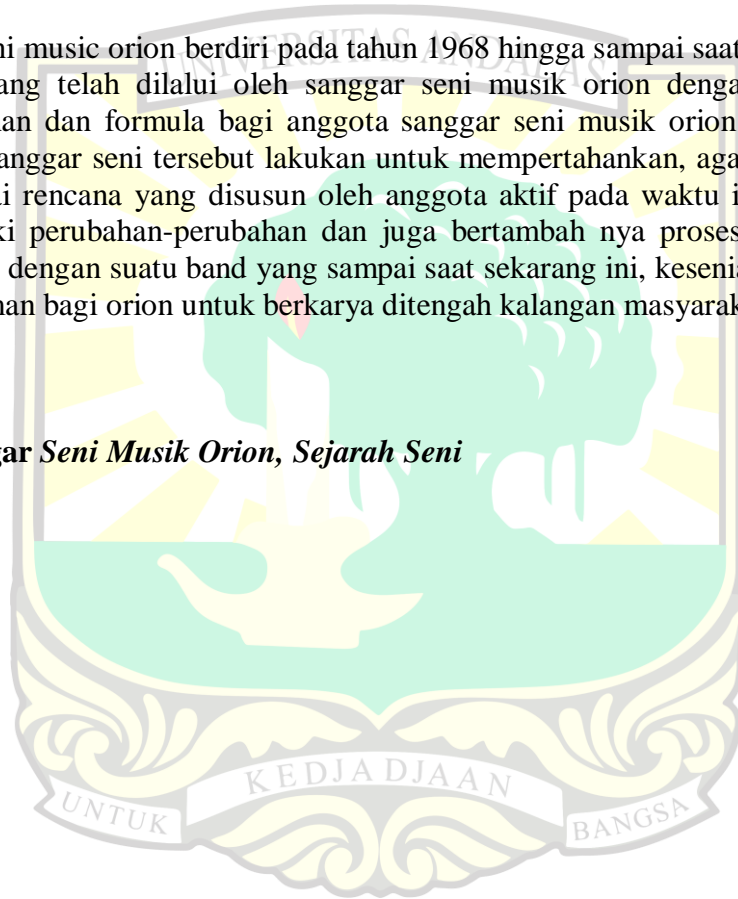 ni music orion berdiri pada tahun 1968 hingga sampai saat
ang telah dilalui oleh sanggar seni musik orion denga
an dan formula bagi anggota sanggar seni musik orion
anggar seni tersebut lakukan untuk mempertahankan, aga
ai rencana yang disusun oleh anggota aktif pada waktu i
ki perubahan-perubahan dan juga bertambah nya proses
dengan suatu band yang sampai saat sekarang ini, kesenia
nan bagi orion untuk berkarya ditengah kalangan masyarak
gar Seni Musik Orion, Sejarah Seni
UNIVERSITAS ANDALAS
UNTUK KEDJADJAAN BANGSA